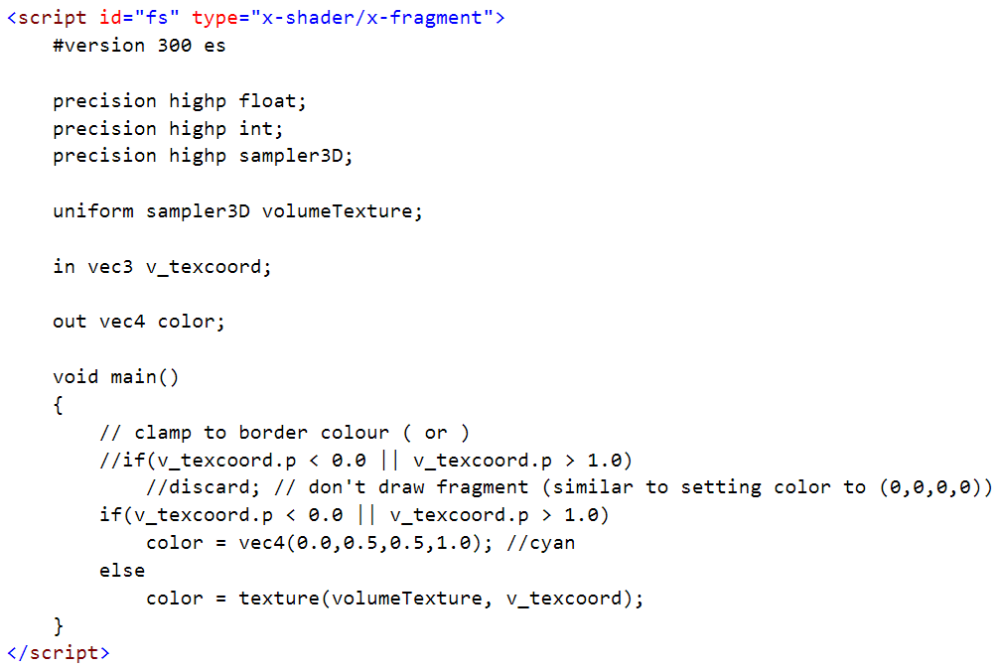 <script id="fs" type="x-shader/x-fragment">
    #version 300 es

    precision highp float;
    precision highp int;
    precision highp sampler3D;

    uniform sampler3D volumeTexture;

    in vec3 v_texcoord;

    out vec4 color;

    void main()
    {
        // clamp to border colour ( or )
        //if(v_texcoord.p < 0.0 || v_texcoord.p > 1.0)
            //discard; // don't draw fragment (similar to setting color to (0,0,0,0))
        if(v_texcoord.p < 0.0 || v_texcoord.p > 1.0)
            color = vec4(0.0,0.5,0.5,1.0); //cyan
        else
            color = texture(volumeTexture, v_texcoord);
    }
</script>